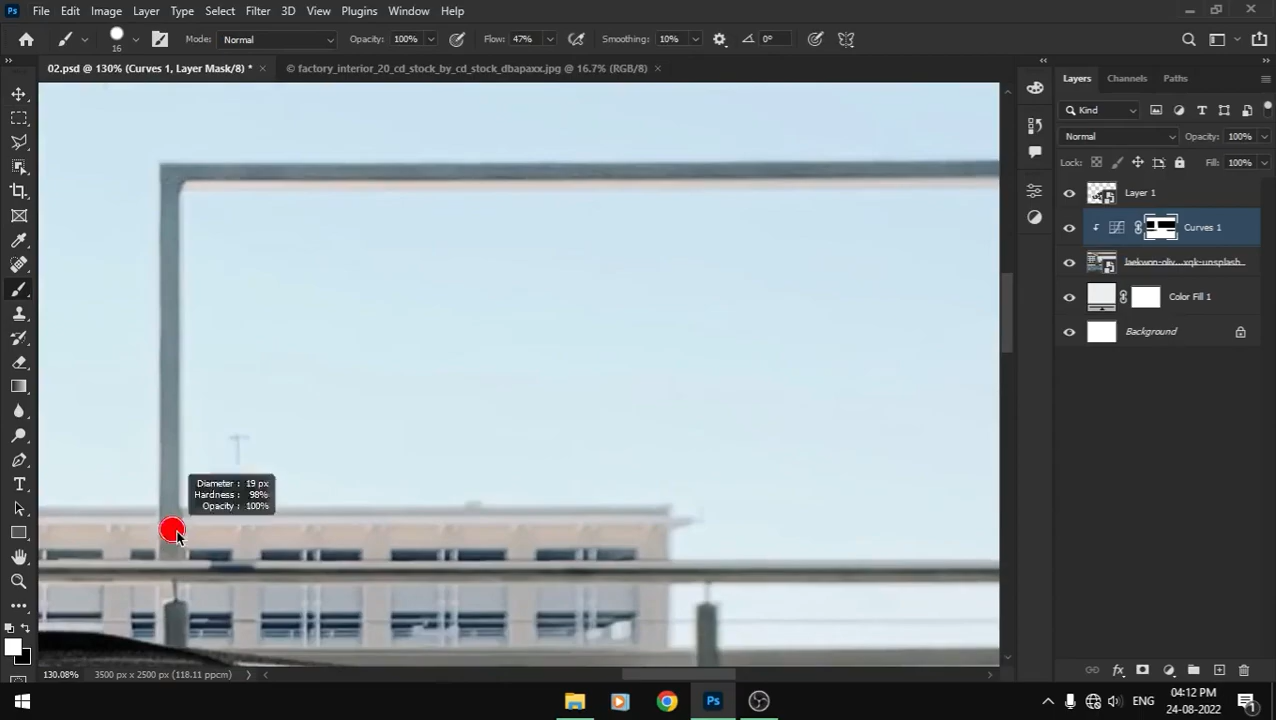 Ps File Edit Image Layer Type Select Filter 3D View Plugins Window Help
16 Mode: Normal Opacity: 100% Flow: 47% Smoothing: 10% 0°
02.psd @ 130% (Curves 1, Layer Mask/8) * × © factory_interior_20_cd_stock_by_cd_stock_dbapaxx.jpg @ 16.7% (RGB/8) ×
Layers Channels Paths
Kind
Normal Opacity: 100%
Lock: Fill: 100%
Layer 1
Curves 1
Color Fill 1
Background
Diameter : 19 px
Hardness : 98%
Opacity : 100%
130.08% 3500 px x 2500 px (118.11 ppcm)
Ps ENG 04:12 PM
24-08-2022
1